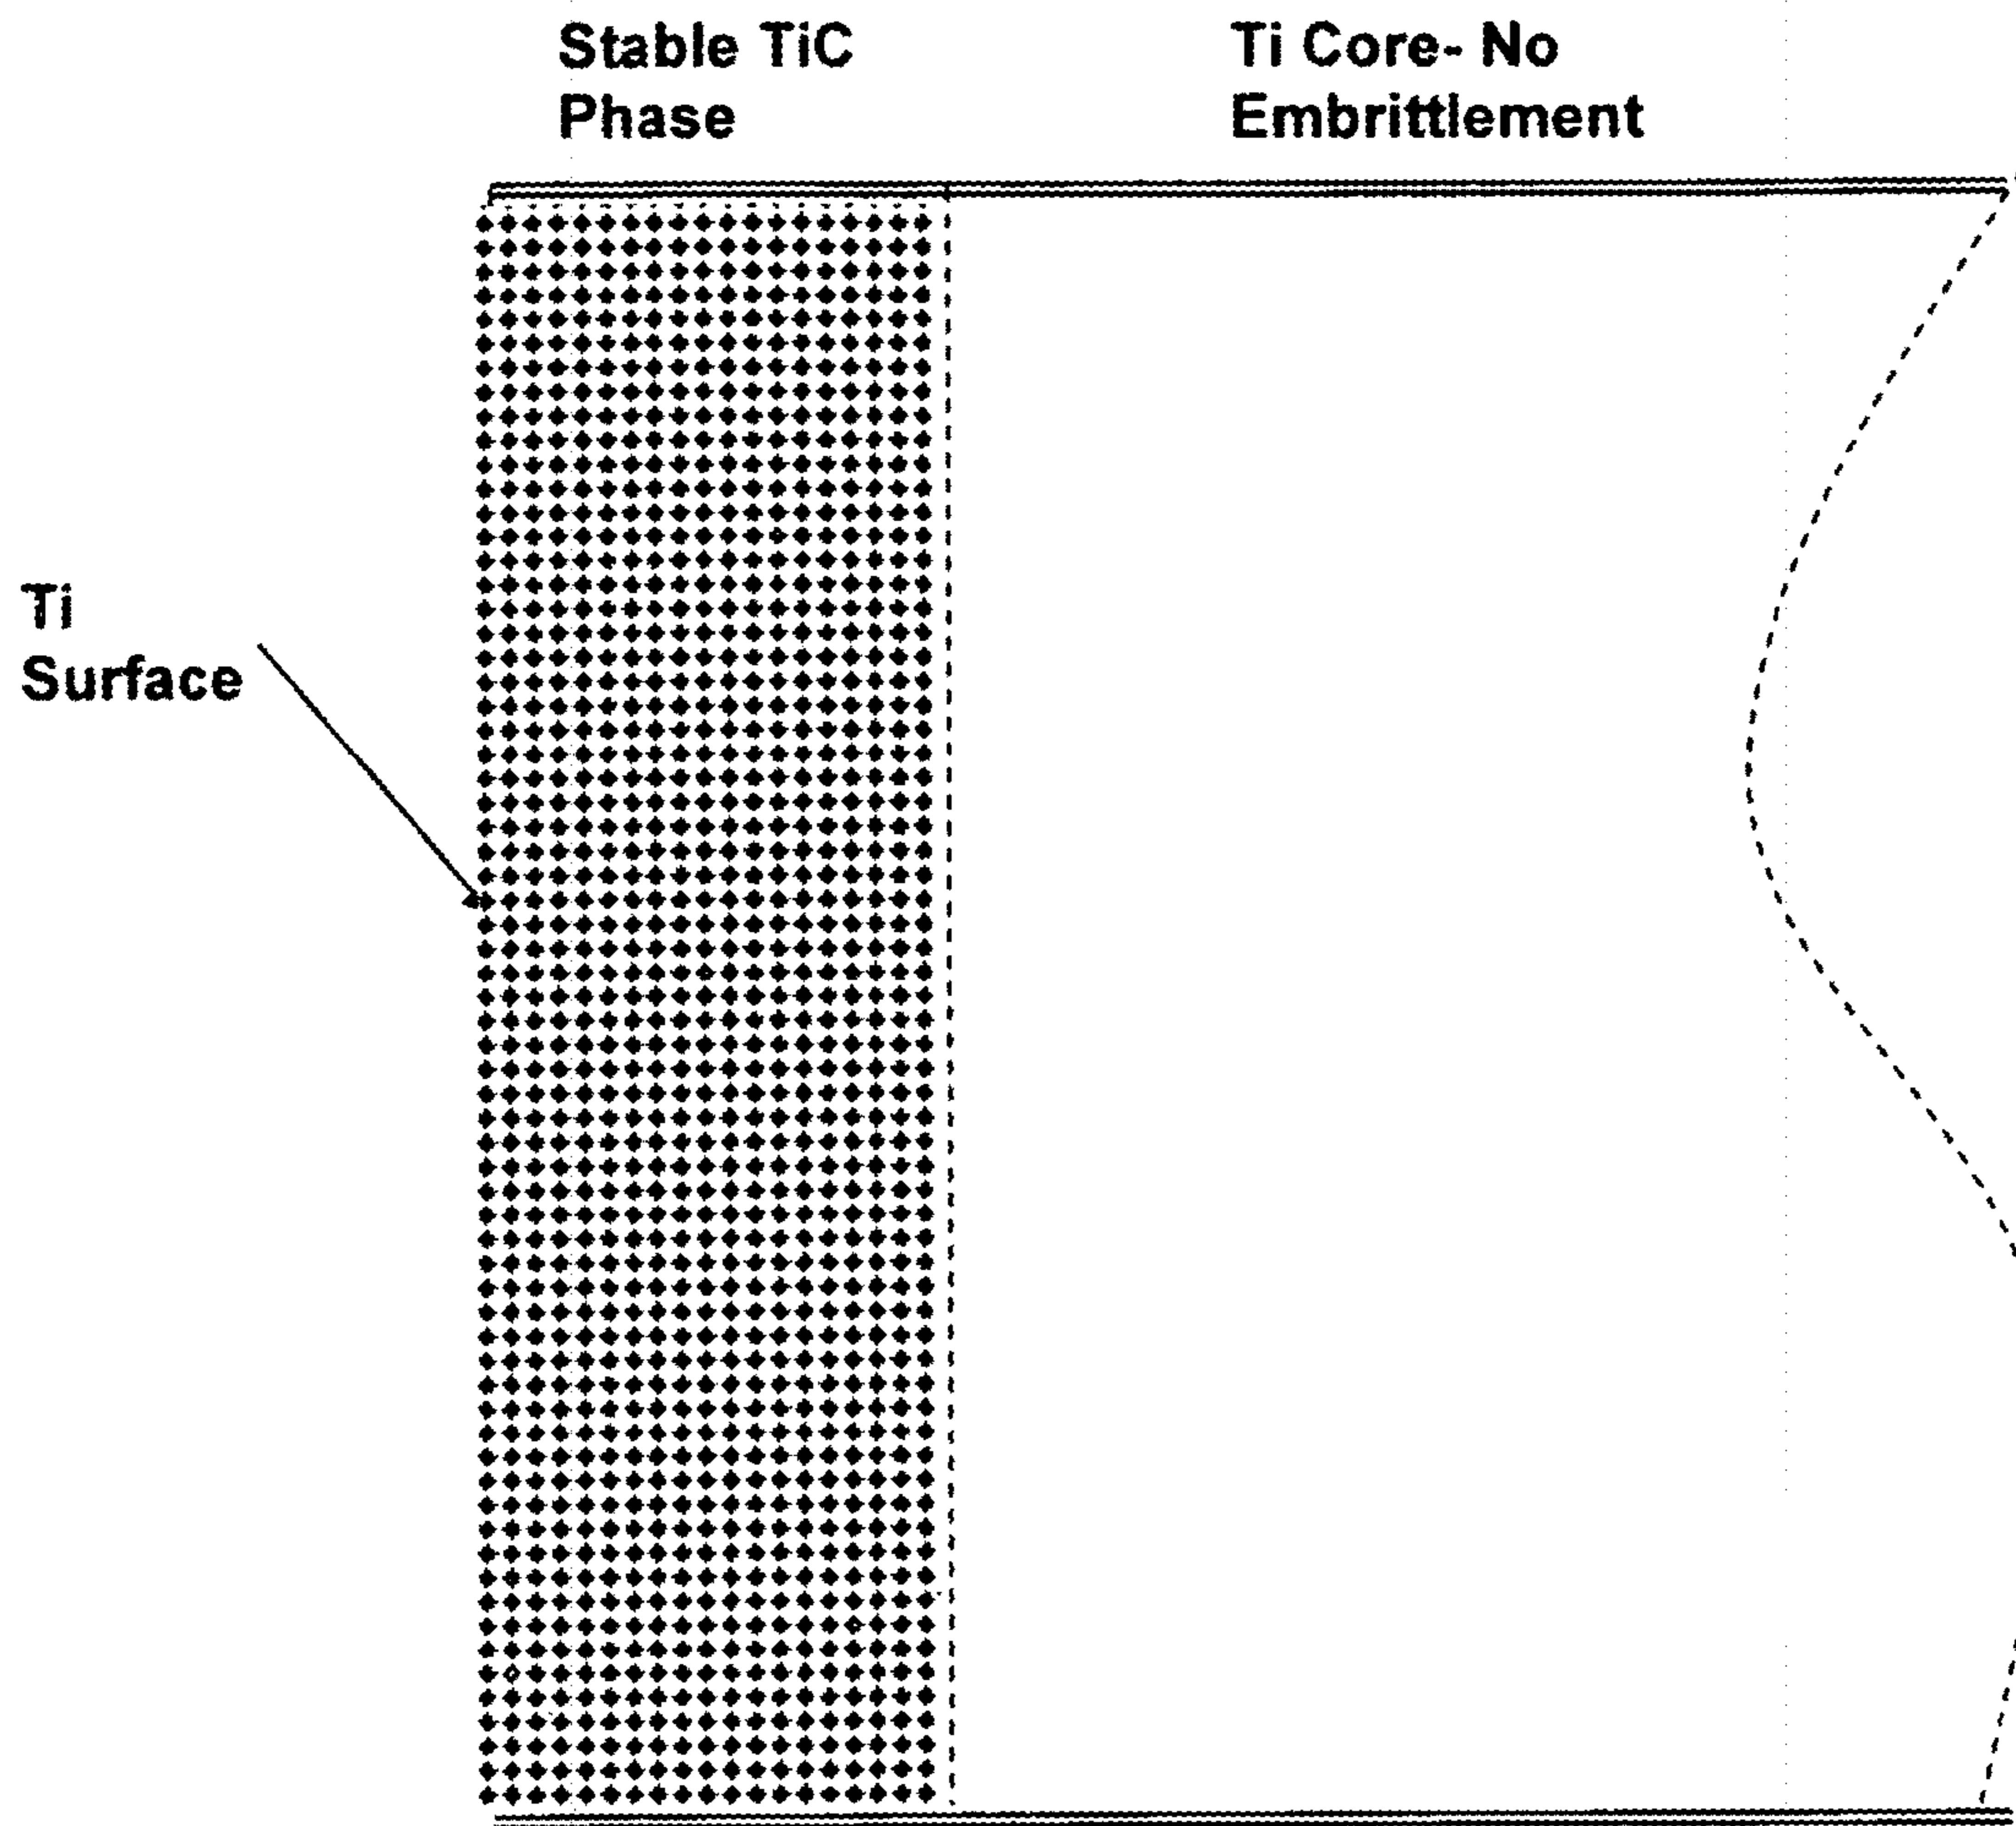 Stable TiC
Phase
Ti Core- No
Embrittlement
Ti
Surface